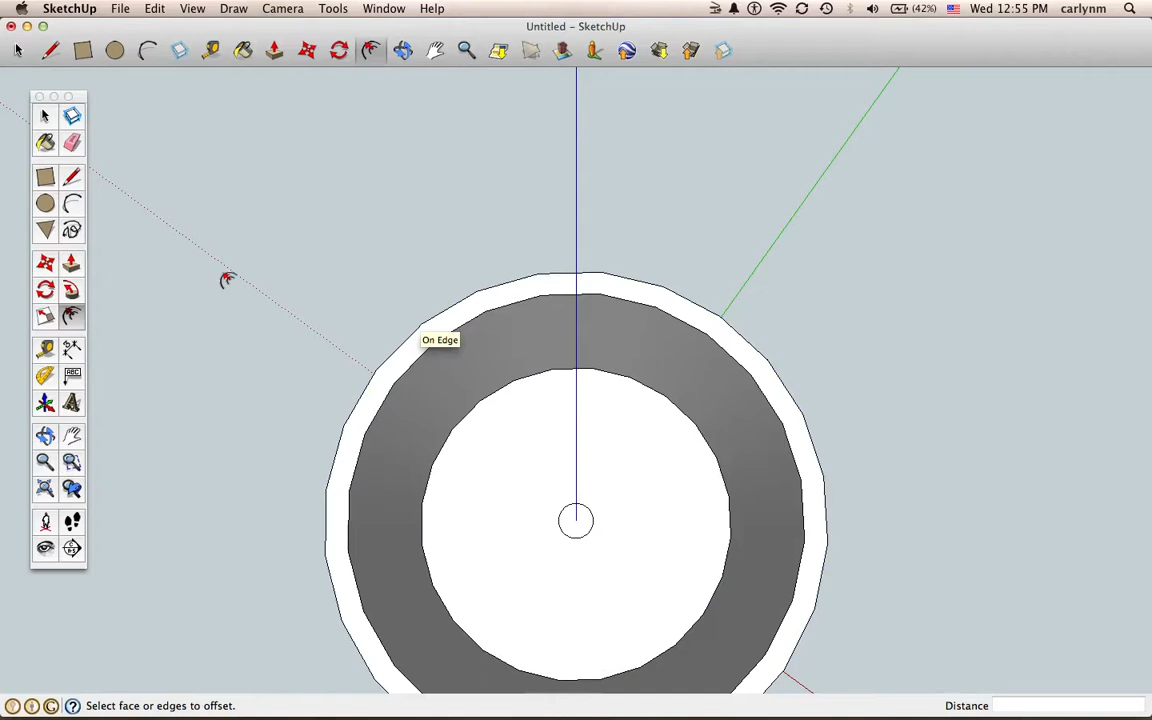 SketchUp File Edit View Draw Camera Tools Window Help (42%) Wed 12:55 PM carlynm
Untitled - SketchUp
ABC
On Edge
Select face or edges to offset. Distance